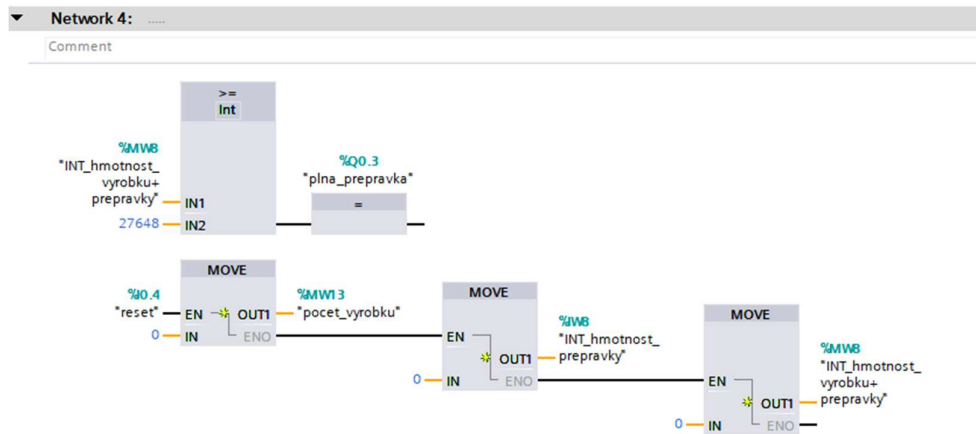 Network 4: .....
Comment
>=
Int
%MW8
"INT_hmotnost_
vyrobku+
prepravky"
IN1
27648
IN2
%Q0.3
"plna_prepravka"
=
MOVE
%I0.4
"reset"
EN
OUT1
%MW13
"pocet_vyrobku"
0
IN
ENO
MOVE
EN
OUT1
%IW8
"INT_hmotnost_
prepravky"
0
IN
ENO
MOVE
EN
OUT1
%MW8
"INT_hmotnost_
vyrobku+
prepravky"
0
IN
ENO